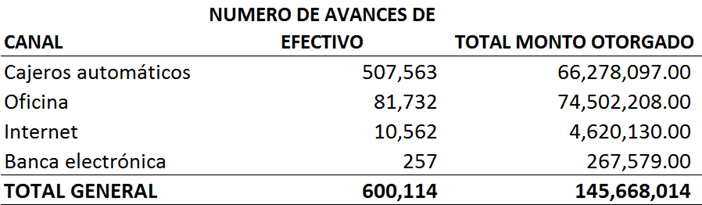 NUMERO DE AVANCES DE
CANAL EFECTIVO TOTAL MONTO OTORGADO
Cajeros automáticos 507,563 66,278,097.00
Oficina 81,732 74,502,208.00
Internet 10,562 4,620,130.00
Banca electrónica 257 267,579.00
TOTAL GENERAL 600,114 145,668,014